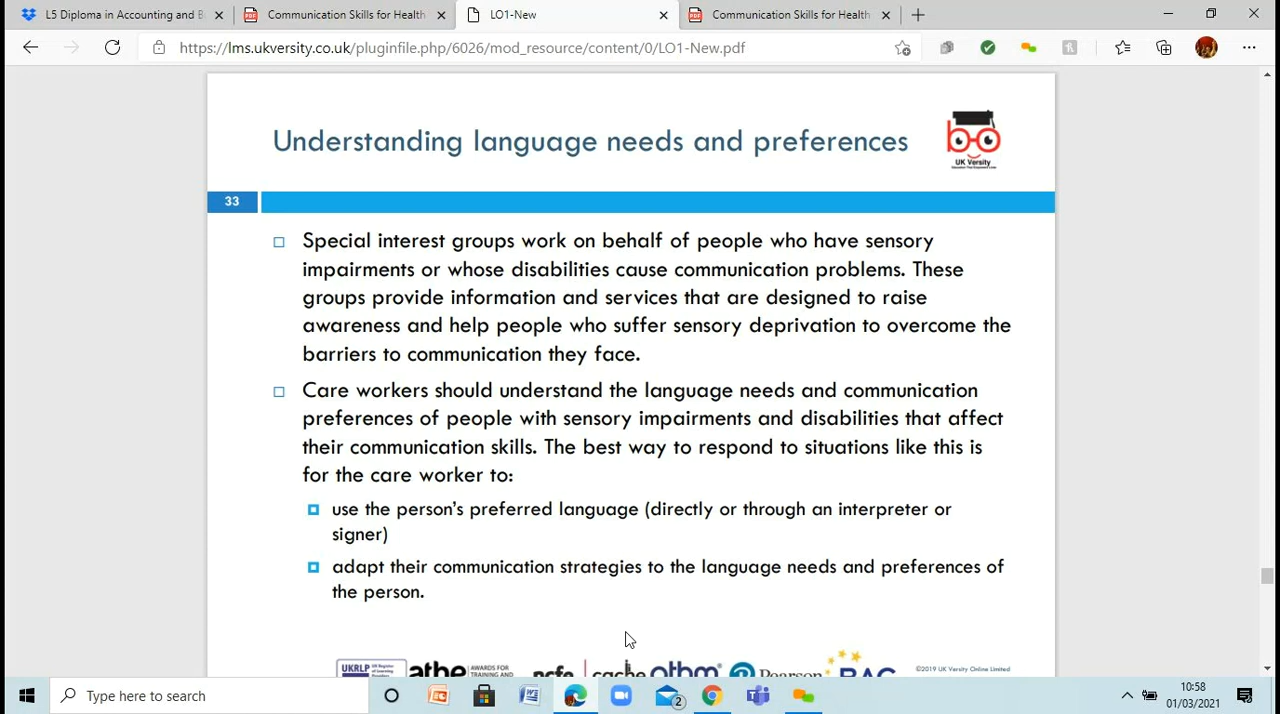 L5 Diploma in Accounting and B
Communication Skills for Health
LO1-New
Communication Skills for Health
https://lms.ukversity.co.uk/pluginfile.php/6026/mod_resource/content/0/LO1-New.pdf
Understanding language needs and preferences
UK Versity
33
Special interest groups work on behalf of people who have sensory
impairments or whose disabilities cause communication problems. These
groups provide information and services that are designed to raise
awareness and help people who suffer sensory deprivation to overcome the
barriers to communication they face.
Care workers should understand the language needs and communication
preferences of people with sensory impairments and disabilities that affect
their communication skills. The best way to respond to situations like this is
for the care worker to:
use the person's preferred language (directly or through an interpreter or
signer)
adapt their communication strategies to the language needs and preferences of
the person.
UKRLP
athe AWARDS FOR
TRAINING AND
Pearson
©2019 UK Versity Online Limited
Type here to search
2
10:58
01/03/2021